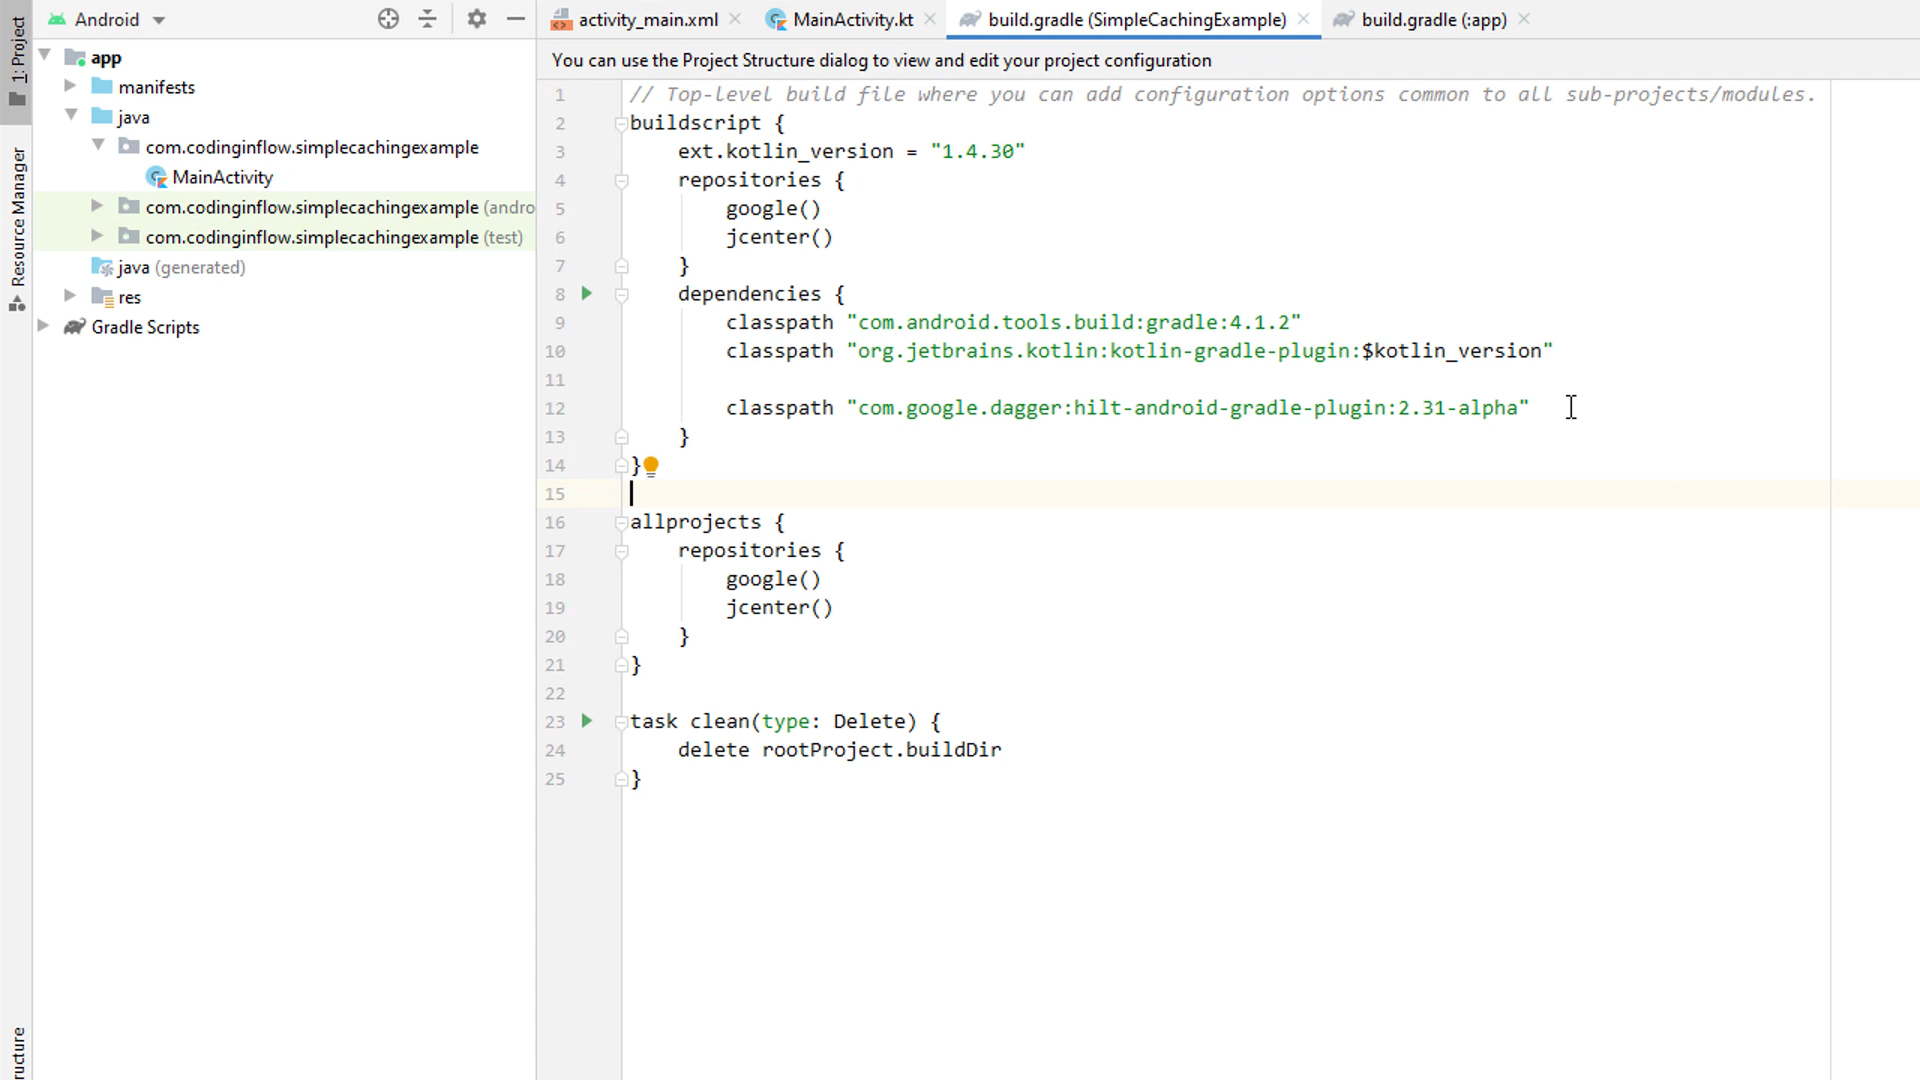 Android
activity_main.xml
MainActivity.kt
build.gradle (SimpleCachingExample)
build.gradle (:app)
1: Project
Resource Manager
ructure
app
manifests
java
com.codinginflow.simplecachingexample
MainActivity
com.codinginflow.simplecachingexample (andro
com.codinginflow.simplecachingexample (test)
java (generated)
res
Gradle Scripts
You can use the Project Structure dialog to view and edit your project configuration
1 // Top-level build file where you can add configuration options common to all sub-projects/modules.
2 buildscript {
3 ext.kotlin_version = "1.4.30"
4 repositories {
5 google()
6 jcenter()
7 }
8 dependencies {
9 classpath "com.android.tools.build:gradle:4.1.2"
10 classpath "org.jetbrains.kotlin:kotlin-gradle-plugin:$kotlin_version"
11
12 classpath "com.google.dagger:hilt-android-gradle-plugin:2.31-alpha"
13 }
14 }
15
16 allprojects {
17 repositories {
18 google()
19 jcenter()
20 }
21 }
22
23 task clean(type: Delete) {
24 delete rootProject.buildDir
25 }